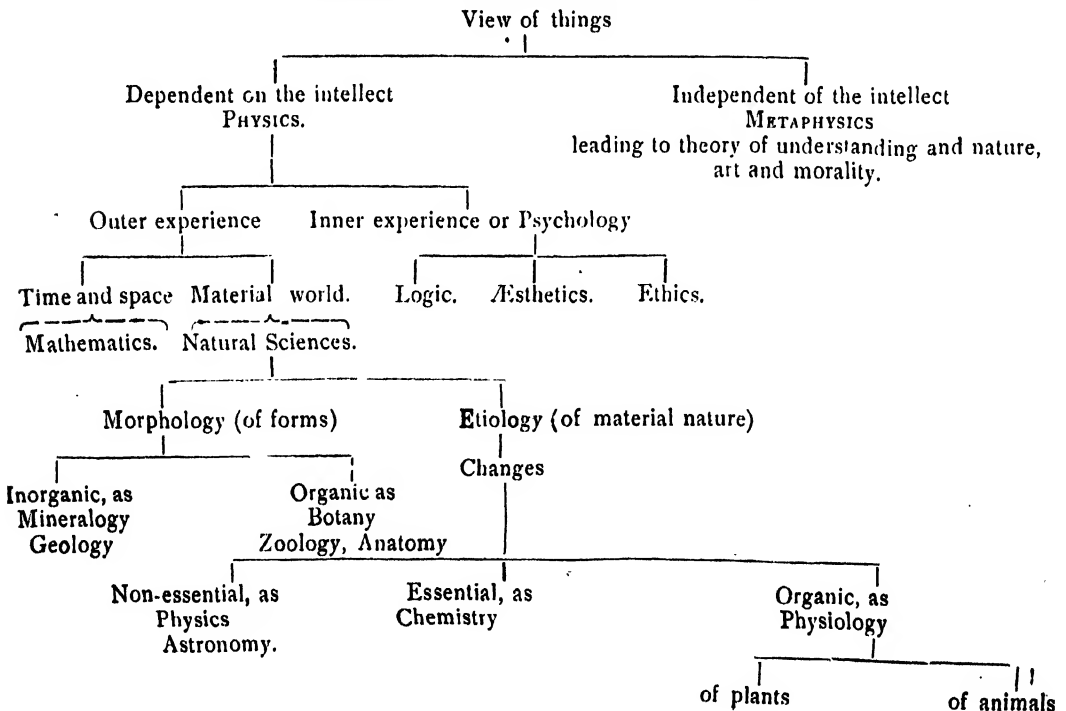 View of things
Dependent on the intellect
PHYSICS.
Independent of the intellect
METAPHYSICS
leading to theory of understanding and nature,
art and morality.
Outer experience
Inner experience or Psychology
Time and space
Material world.
Logic.
Æsthetics.
Ethics.
Mathematics.
Natural Sciences.
Morphology (of forms)
Etiology (of material nature)
Changes
Inorganic, as
Mineralogy
Geology
Organic as
Botany
Zoology, Anatomy
Non-essential, as
Physics
Astronomy.
Essential, as
Chemistry
Organic, as
Physiology
of plants
of animals